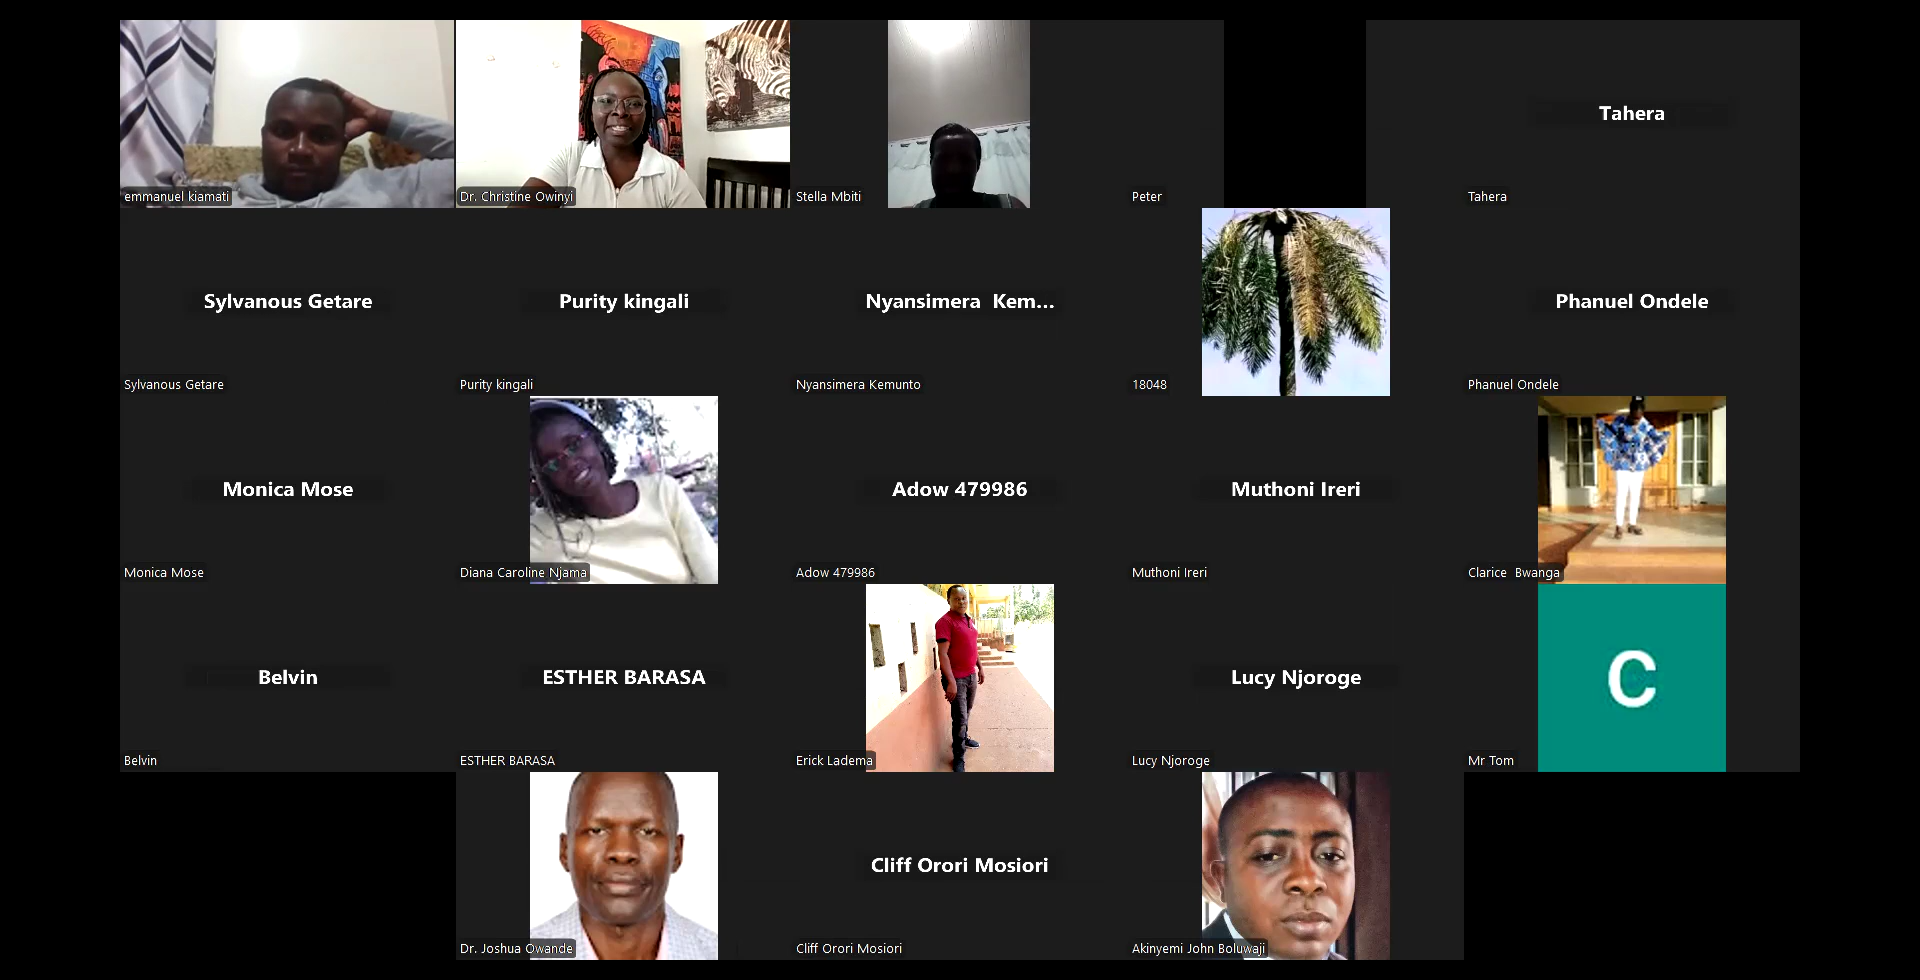 emmanuel kiamati
Dr. Christine Owinyi
Stella Mbiti
Peter
Tahera
Tahera
Sylvanous Getare
Sylvanous Getare
Purity kingali
Purity kingali
Nyansimera  Kem...
Nyansimera Kemunto
18048
Phanuel Ondele
Phanuel Ondele
Monica Mose
Monica Mose
Diana Caroline Njama
Adow 479986
Adow 479986
Muthoni Ireri
Muthoni Ireri
Clarice  Bwanga
Belvin
Belvin
ESTHER BARASA
ESTHER BARASA
Erick Ladema
Lucy Njoroge
Lucy Njoroge
C
Mr Tom
Dr. Joshua Owande
Cliff Orori Mosiori
Cliff Orori Mosiori
Akinyemi John Boluwaji